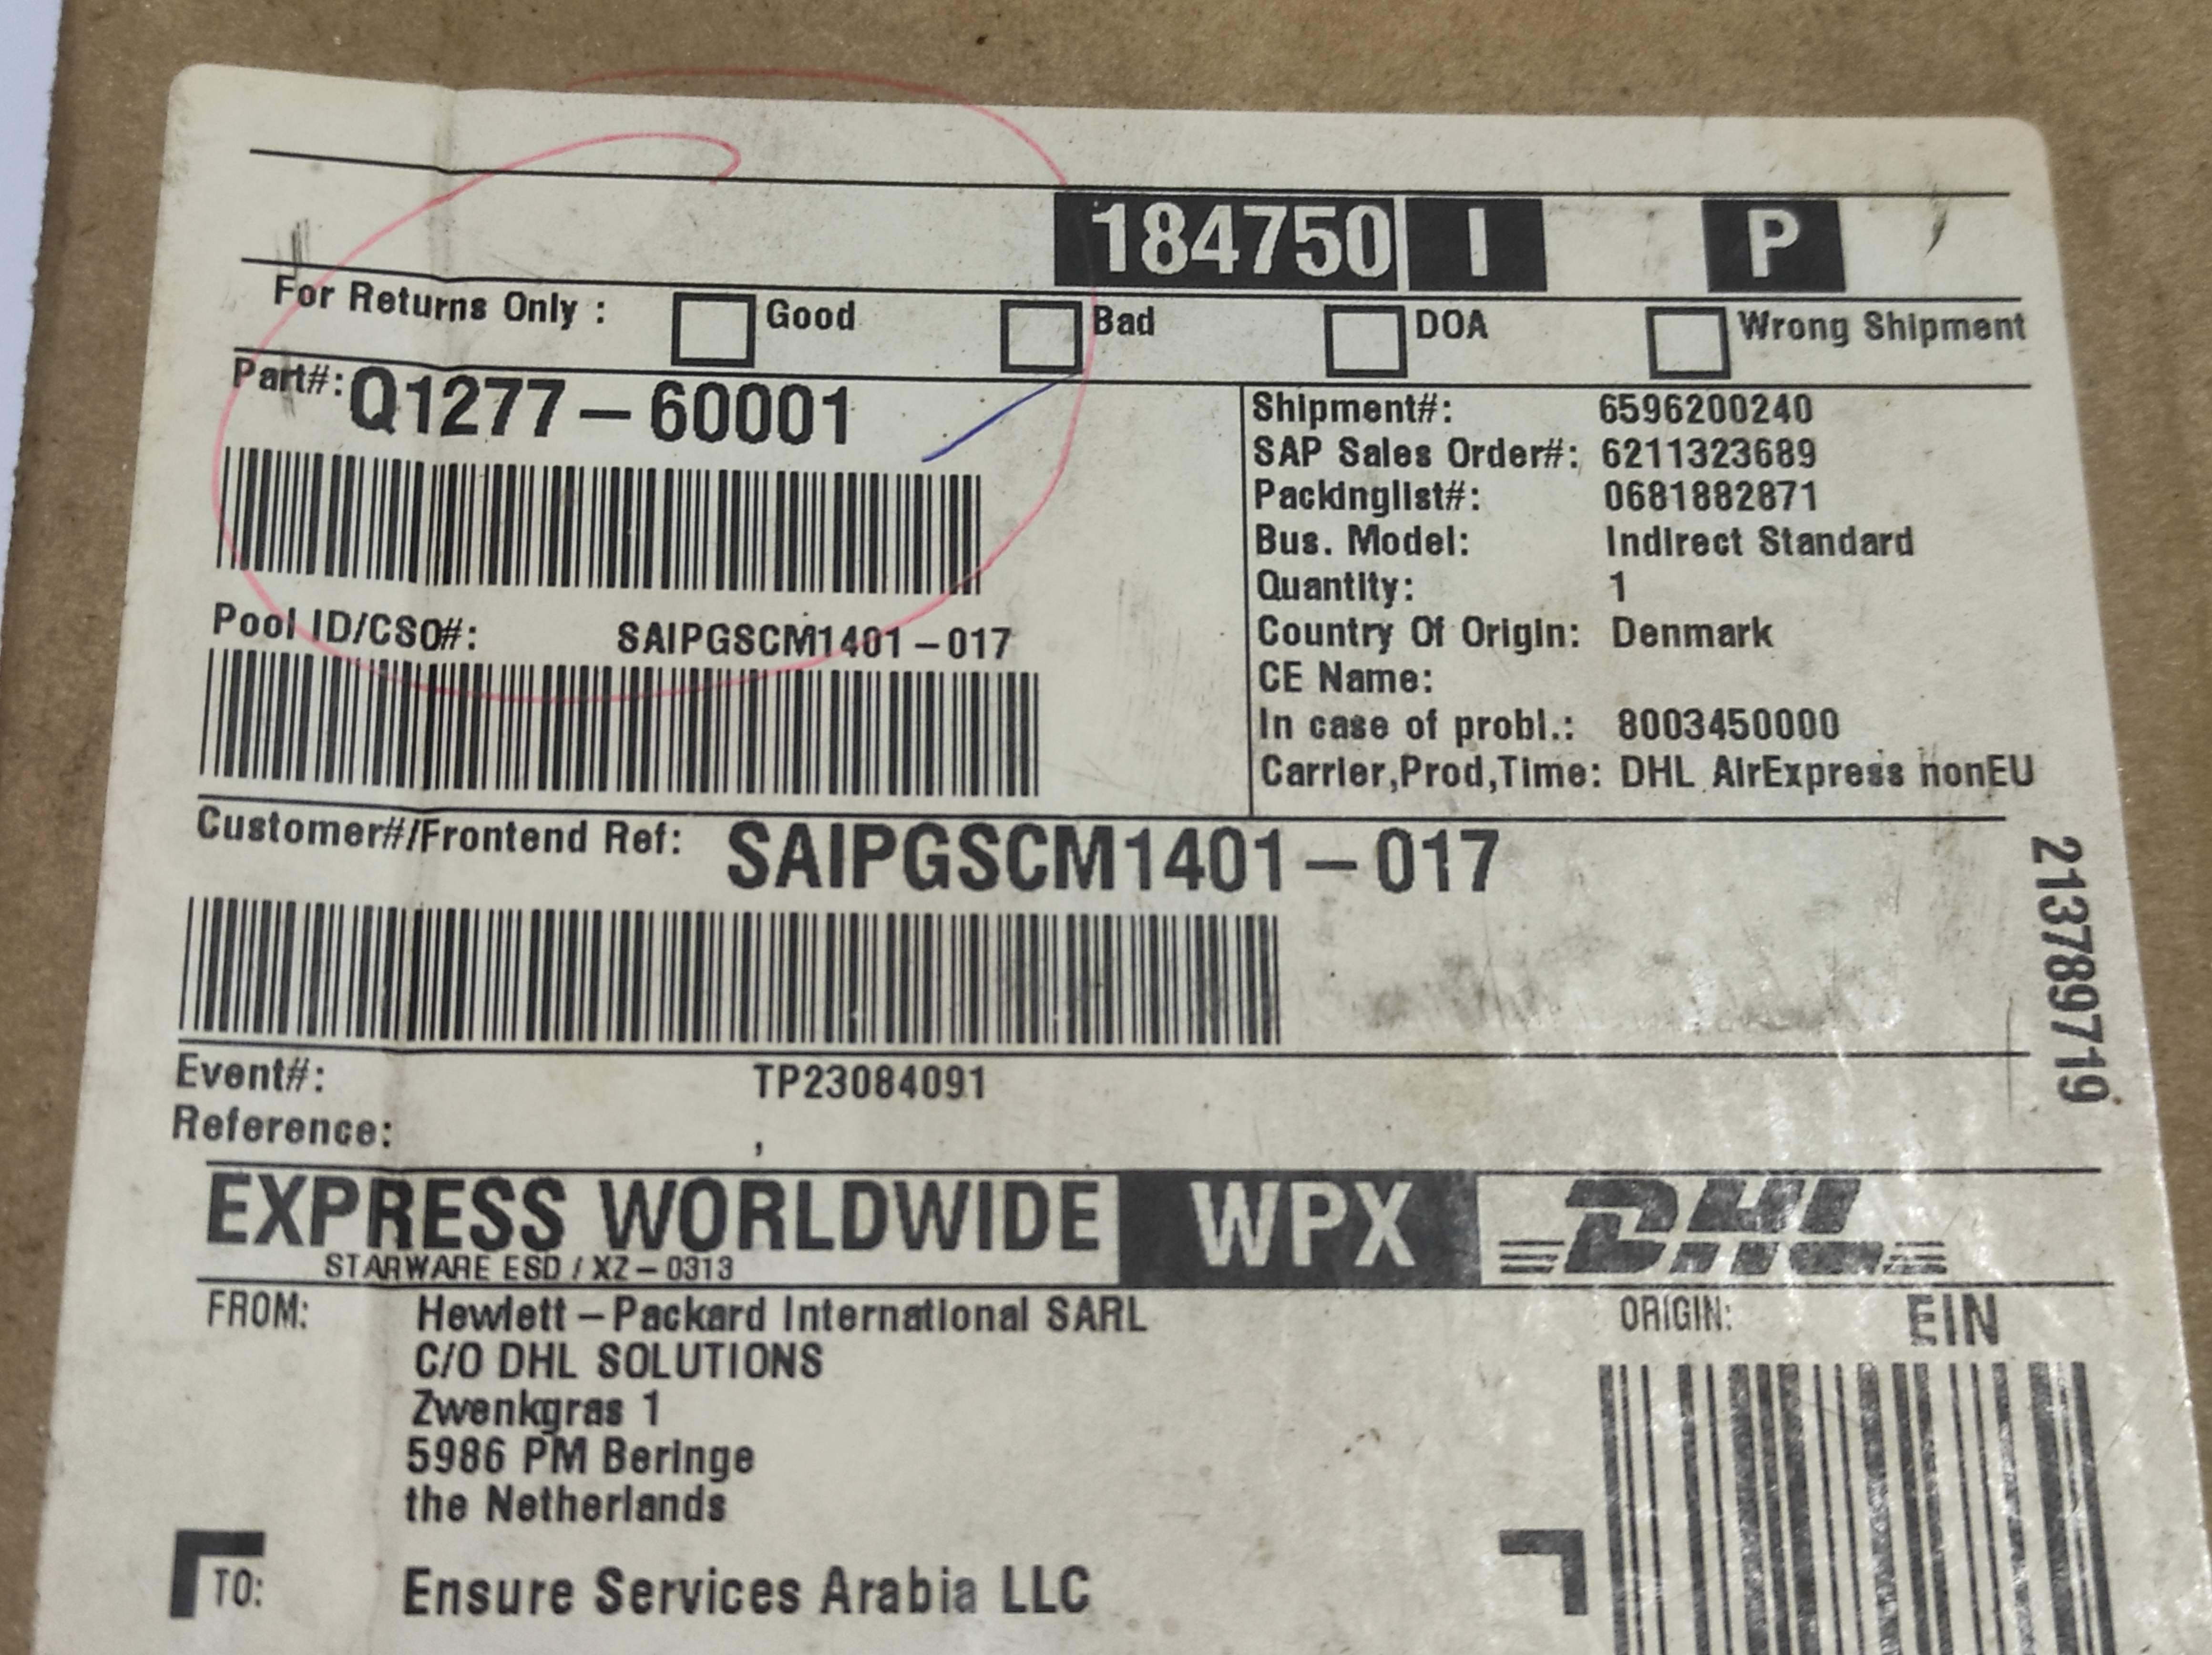 184750 I P
For Returns Only : Good Bad DOA Wrong Shipment
Part#: Q1277-60001
Shipment#: 6596200240
SAP Sales Order#: 6211323689
Packinglist#: 0681882871
Bus. Model: Indirect Standard
Quantity: 1
Country Of Origin: Denmark
CE Name:
In case of probl.: 8003450000
Carrier,Prod,Time: DHL AirExpress nonEU
Pool ID/CSO#: SAIPGSCM1401-017
Customer#/Frontend Ref: SAIPGSCM1401-017
213789719
Event#: TP23084091
Reference: ,
EXPRESS WORLDWIDE WPX DHL
STARWARE ESD / XZ-0313
FROM: Hewlett-Packard International SARL
C/O DHL SOLUTIONS
Zwenkgras 1
5986 PM Beringe
the Netherlands
ORIGIN: EIN
TO: Ensure Services Arabia LLC